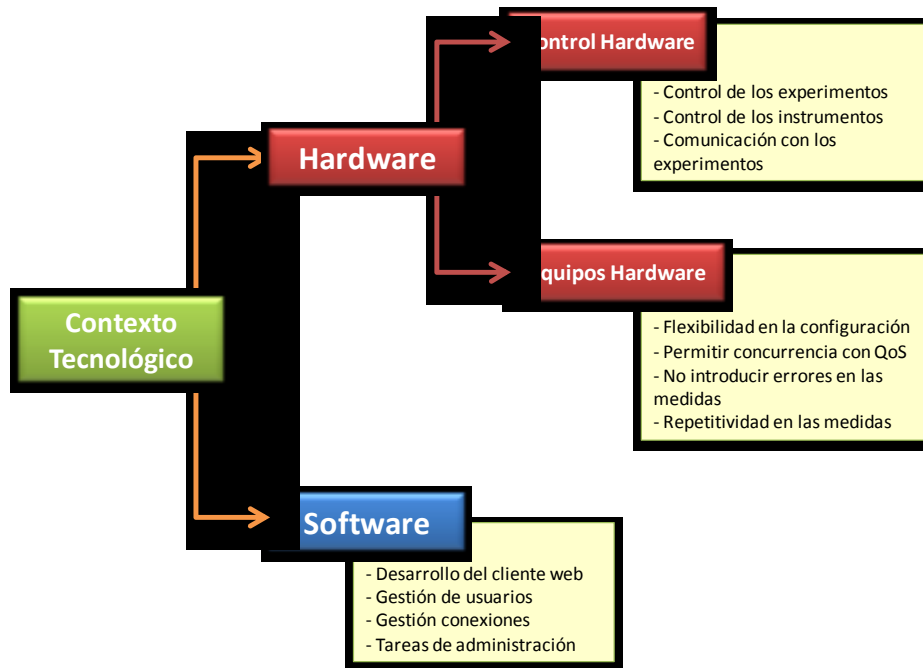 Control Hardware
- Control de los experimentos
- Control de los instrumentos
- Comunicación con los
experimentos
Hardware
Equipos Hardware
- Flexibilidad en la configuración
- Permitir concurrencia con QoS
- No introducir errores en las
medidas
- Repetitividad en las medidas
Contexto
Tecnológico
Software
- Desarrollo del cliente web
- Gestión de usuarios
- Gestión conexiones
- Tareas de administración